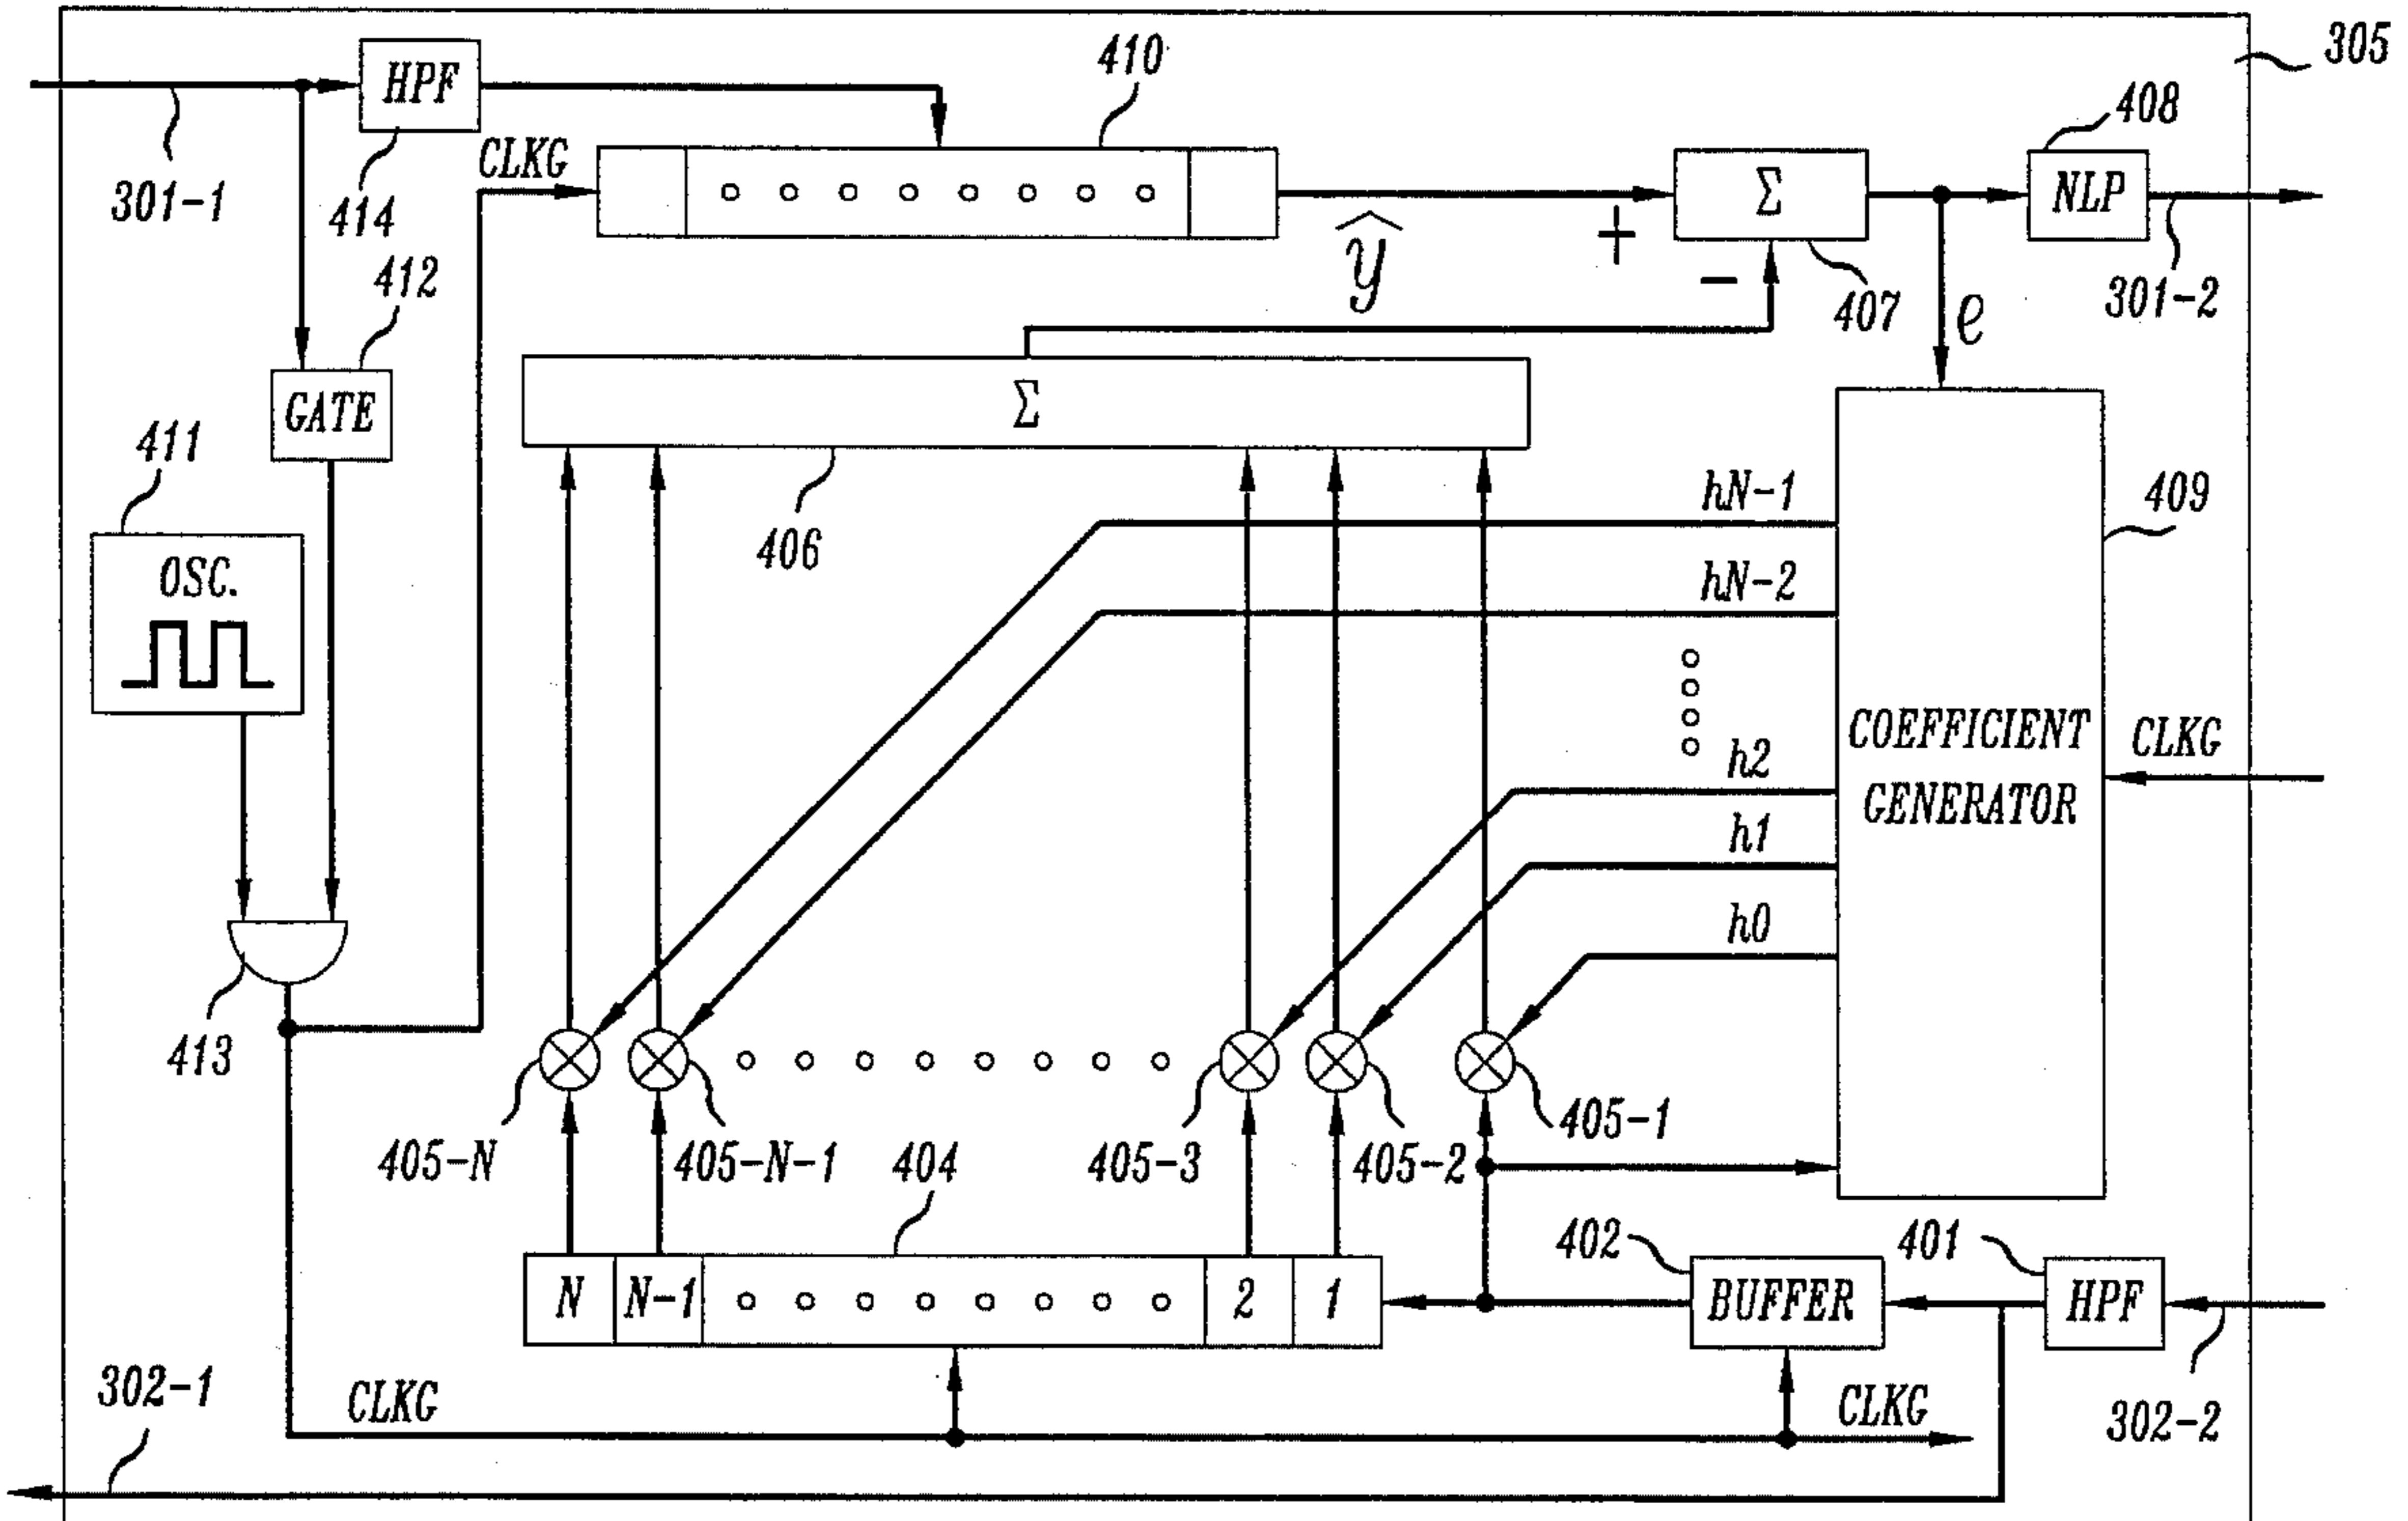 305
HPF
410
408
CLKG
Σ
NLP
301-1
414
ŷ
+
−
407
301-2
412
e
GATE
Σ
411
OSC.
406
hN-1
409
hN-2
COEFFICIENT
GENERATOR
CLKG
h2
h1
h0
413
405-N
405-N-1
404
405-3
405-2
405-1
402
401
N
N-1
2
1
BUFFER
HPF
302-1
CLKG
CLKG
302-2